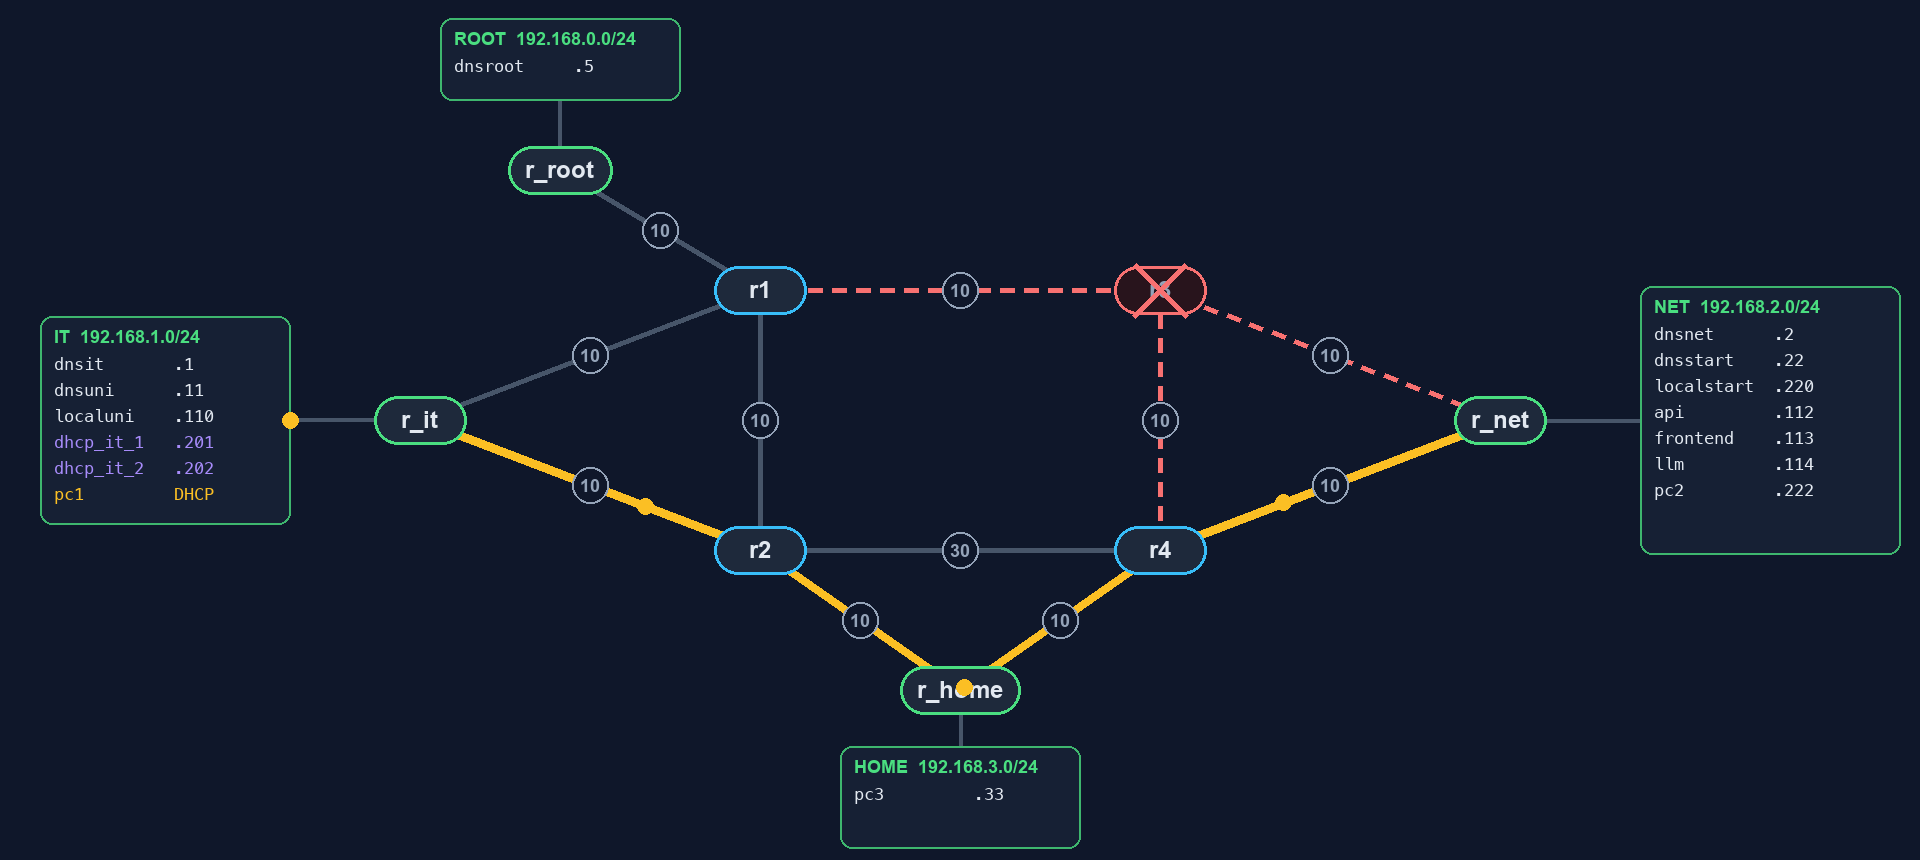 ROOT 192.168.0.0/24
dnsroot .5
r_root
10
r1
10
10
10
10
IT 192.168.1.0/24
dnsit .1
dnsuni .11
localuni .110
dhcp_it_1 .201
dhcp_it_2 .202
pc1 DHCP
r_it
10
10
r_net
NET 192.168.2.0/24
dnsnet .2
dnsstart .22
localstart .220
api .112
frontend .113
llm .114
pc2 .222
10
10
r2
30
r4
10
10
r_home
HOME 192.168.3.0/24
pc3 .33